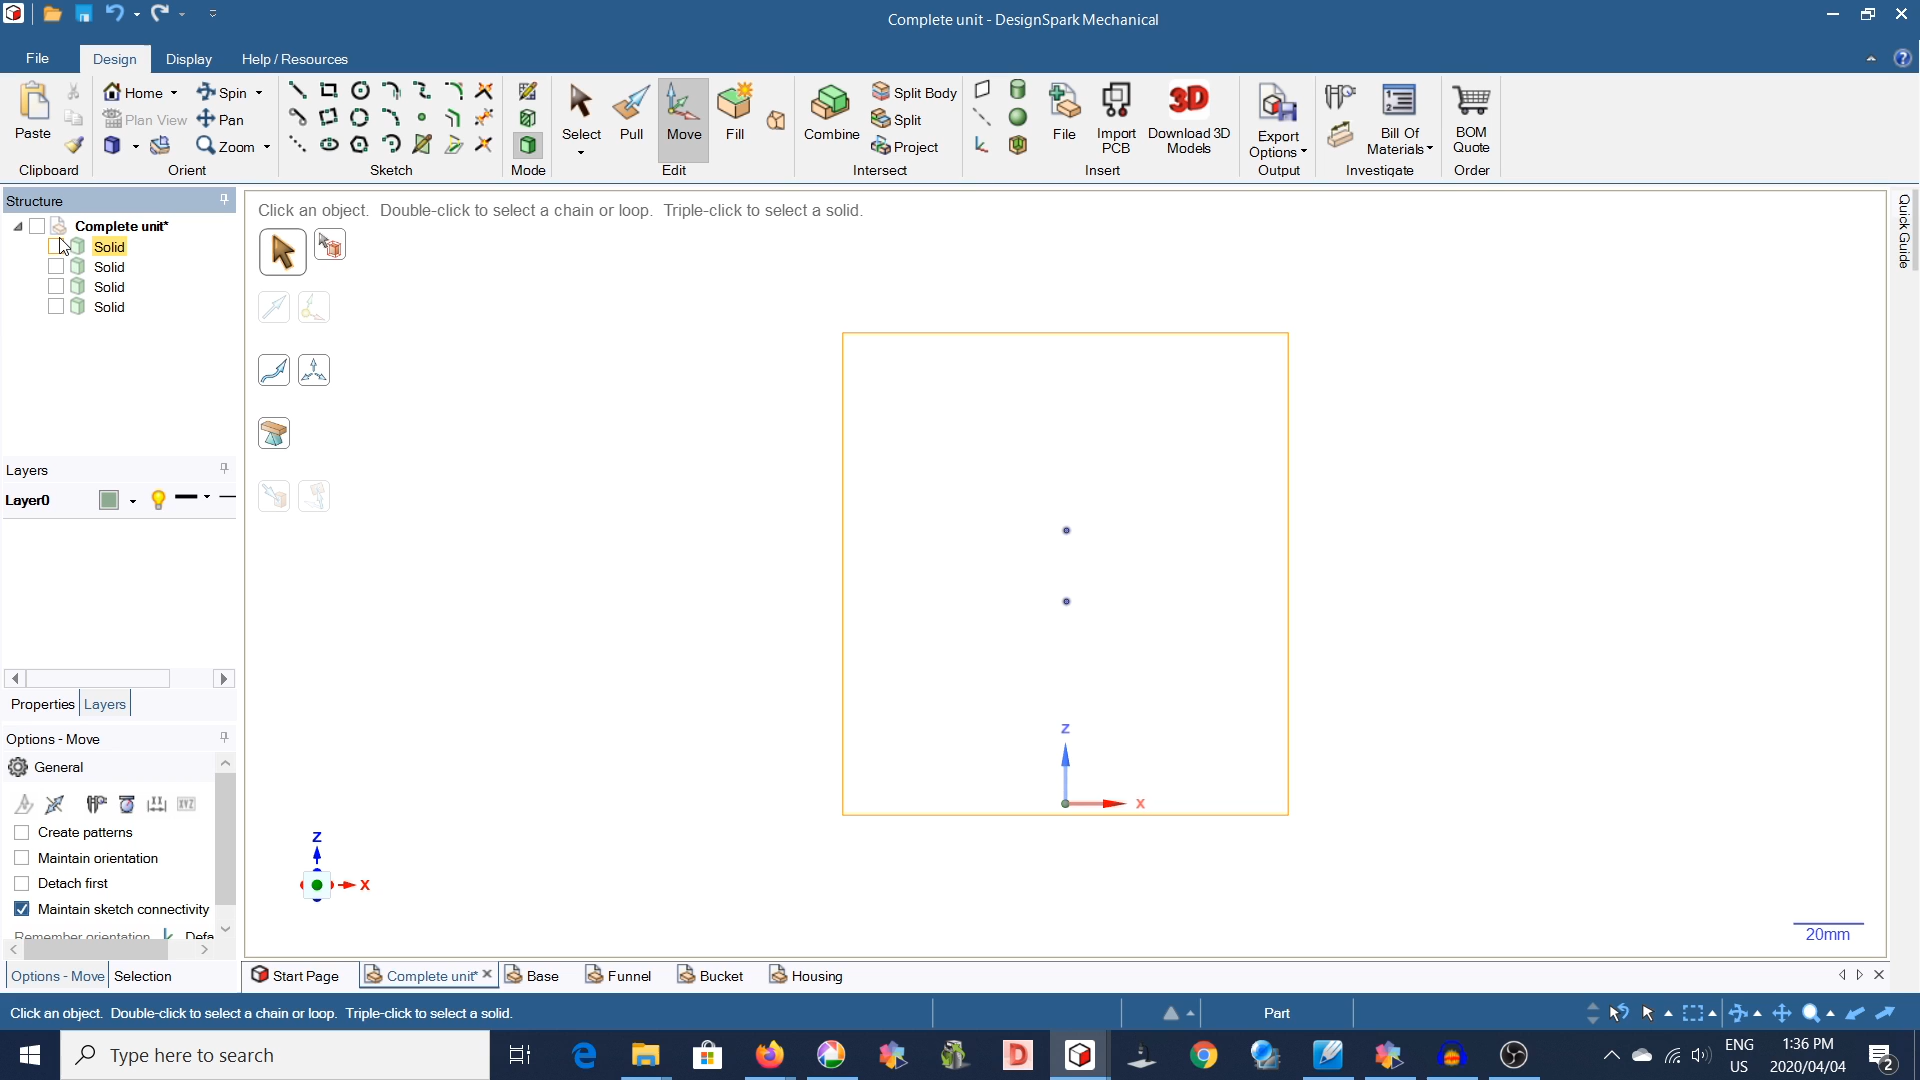 Complete unit - DesignSpark Mechanical
File Design Display Help / Resources
Paste
Home Spin
Plan View Pan
Zoom
Select Pull Move Fill
Combine
Split Body
Split
Project
File Import PCB Download 3D Models
3D
Export Options
Bill Of Materials
BOM Quote
Clipboard Orient Sketch Mode Edit Intersect Insert Output Investigate Order
Structure
Complete unit*
Solid
Solid
Solid
Solid
Click an object. Double-click to select a chain or loop. Triple-click to select a solid.
Quick Guide
Layers
Layer0
Properties Layers
Options - Move
General
XYZ
Create patterns
Maintain orientation
Detach first
Maintain sketch connectivity
Remember orientation Defa
Options - Move Selection
Z
X
Z
X
20mm
Start Page Complete unit* Base Funnel Bucket Housing
Click an object. Double-click to select a chain or loop. Triple-click to select a solid.
Part
Type here to search
ENG
US
1:36 PM
2020/04/04
2